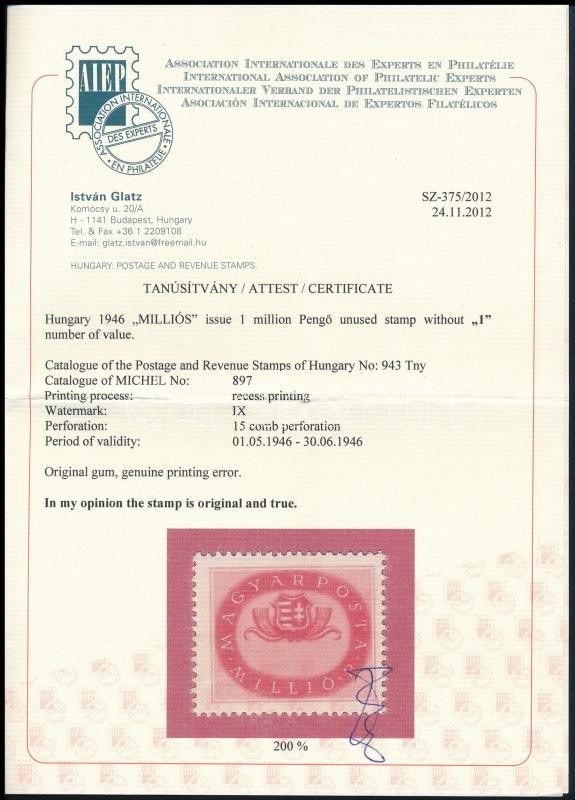 AIEP
ASSOCIATION INTERNATIONALE
DES EXPERTS
EN PHILATÉLIE
ASSOCIATION INTERNATIONALE DES EXPERTS EN PHILATÉLIE
INTERNATIONAL ASSOCIATION OF PHILATELIC EXPERTS
INTERNATIONALER VERBAND DER PHILATELISTISCHEN EXPERTEN
ASOCIACIÓN INTERNACIONAL DE EXPERTOS FILATÉLICOS
István Glatz
Komócsy u. 20/A
H - 1141 Budapest, Hungary
Tel. & Fax +36 1 2209108
E-mail: glatz.istvan@freemail.hu
SZ-375/2012
24.11.2012
HUNGARY: POSTAGE AND REVENUE STAMPS
TANÚSÍTVÁNY / ATTEST / CERTIFICATE
Hungary 1946 „MILLIÓS" issue 1 million Pengő unused stamp without „1"
number of value.
Catalogue of the Postage and Revenue Stamps of Hungary No: 943 Tny
Catalogue of MICHEL No: 897
Printing process: recess printing
Watermark: IX
Perforation: 15 comb perforation
Period of validity: 01.05.1946 - 30.06.1946
Original gum, genuine printing error.
In my opinion the stamp is original and true.
MAGYAR POSTA
MILLIÓ P
200 %